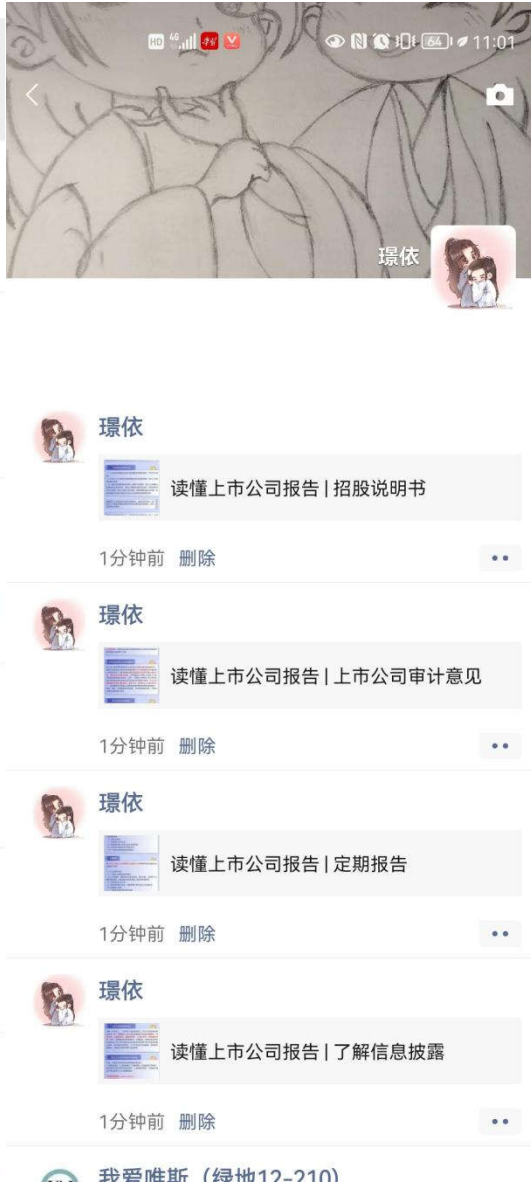 HD 4G 64 11:01
璟依
璟依
读懂上市公司报告|招股说明书
1分钟前 删除
璟依
读懂上市公司报告|上市公司审计意见
1分钟前 删除
璟依
读懂上市公司报告|定期报告
1分钟前 删除
璟依
读懂上市公司报告|了解信息披露
1分钟前 删除
我爱唯斯（绿地12-210）